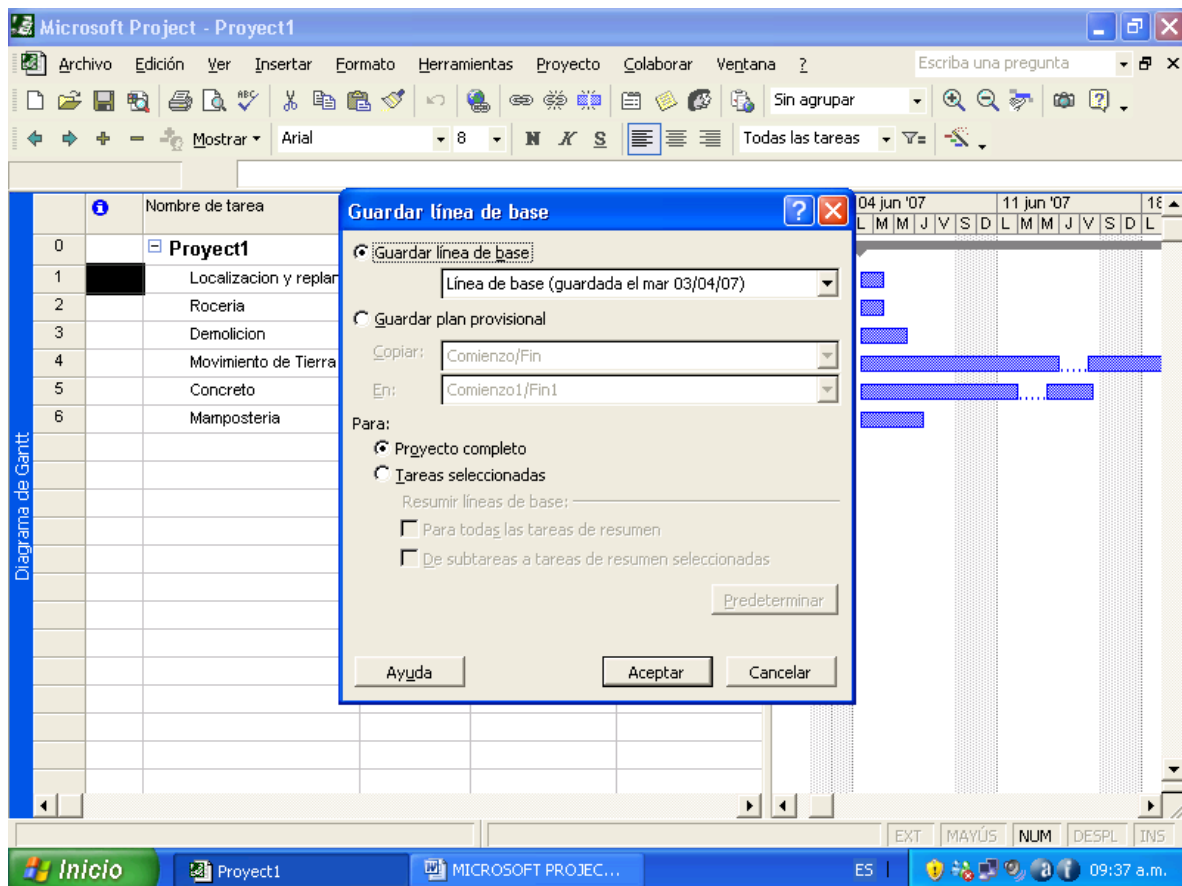 Microsoft Project - Proyect1
Archivo Edición Ver Insertar Formato Herramientas Proyecto Colaborar Ventana ? Escriba una pregunta
ABC Sin agrupar
Mostrar Arial 8 N K S Todas las tareas
Nombre de tarea
04 jun '07 11 jun '07 18
L M M J V S D L M M J V S D L
0 Proyect1
1 Localizacion y replan
2 Roceria
3 Demolicion
4 Movimiento de Tierra
5 Concreto
6 Mamposteria
Diagrama de Gantt
Guardar línea de base
Guardar línea de base
Línea de base (guardada el mar 03/04/07)
Guardar plan provisional
Copiar: Comienzo/Fin
En: Comienzo1/Fin1
Para:
Proyecto completo
Tareas seleccionadas
Resumir líneas de base:
Para todas las tareas de resumen
De subtareas a tareas de resumen seleccionadas
Predeterminar
Ayuda Aceptar Cancelar
EXT MAYÚS NUM DESPL INS
Inicio Proyect1 MICROSOFT PROJEC... ES 09:37 a.m.